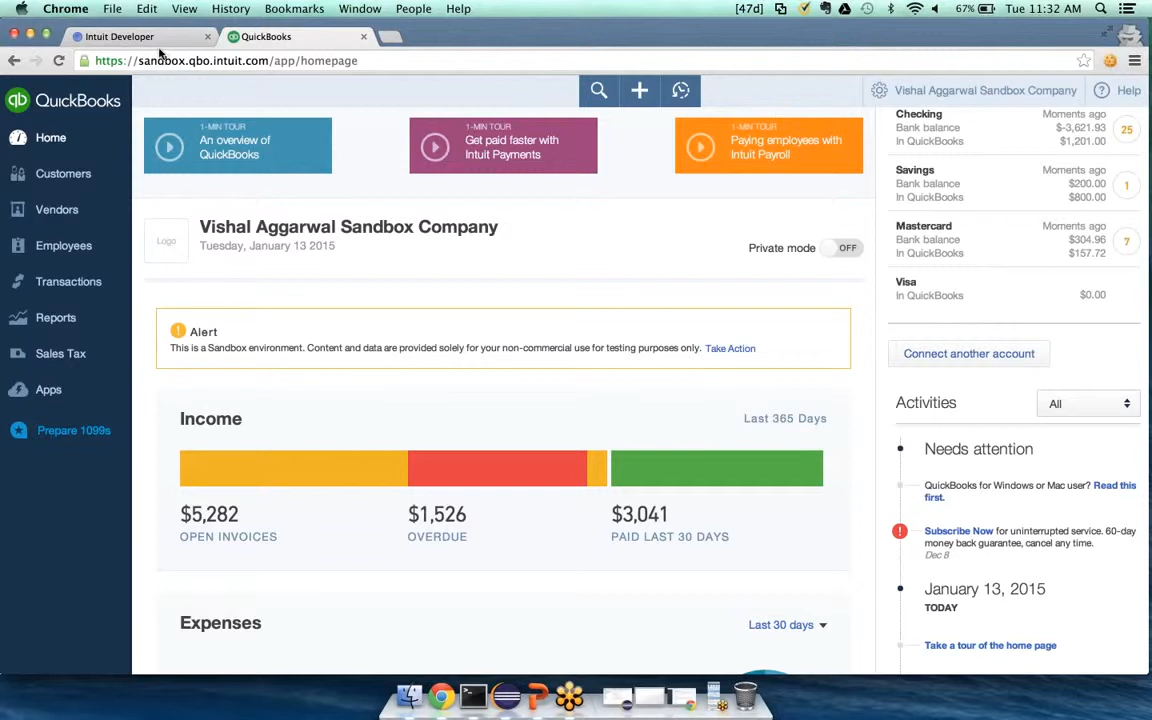 Chrome File Edit View History Bookmarks Window People Help [47d] 67% Tue 11:32 AM
Intuit Developer × QuickBooks ×
https://sandbox.qbo.intuit.com/app/homepage
qb QuickBooks
Vishal Aggarwal Sandbox Company ? Help
Home
Customers
Vendors
Employees
Transactions
Reports
Sales Tax
Apps
Prepare 1099s
1-MIN TOUR
An overview of
QuickBooks
1-MIN TOUR
Get paid faster with
Intuit Payments
1-MIN TOUR
Paying employees with
Intuit Payroll
Logo
Vishal Aggarwal Sandbox Company
Tuesday, January 13 2015
Private mode OFF
! Alert
This is a Sandbox environment. Content and data are provided solely for your non-commercial use for testing purposes only. Take Action
Income Last 365 Days
$5,282 $1,526 $3,041
OPEN INVOICES OVERDUE PAID LAST 30 DAYS
Expenses Last 30 days
Checking Moments ago
Bank balance $-3,621.93 25
In QuickBooks $1,201.00
Savings Moments ago
Bank balance $200.00 1
In QuickBooks $800.00
Mastercard Moments ago
Bank balance $304.96 7
In QuickBooks $157.72
Visa
In QuickBooks $0.00
Connect another account
Activities All
Needs attention
QuickBooks for Windows or Mac user? Read this
first.
! Subscribe Now for uninterrupted service. 60-day
money back guarantee, cancel any time.
Dec 8
January 13, 2015
TODAY
Take a tour of the home page